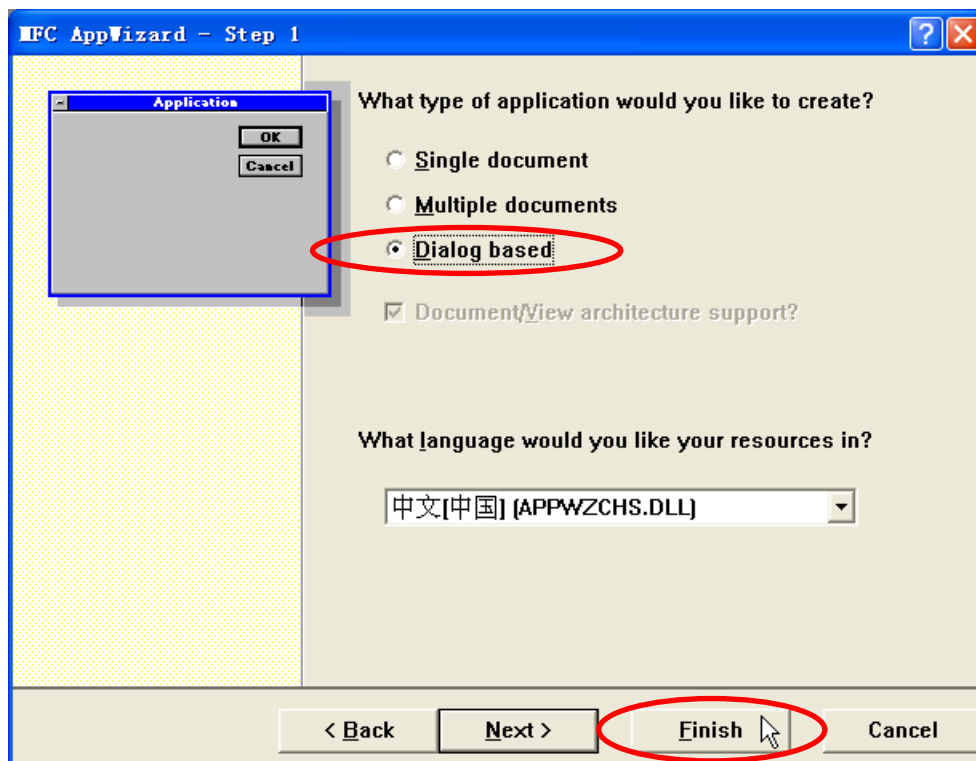 MFC AppWizard - Step 1
Application
OK
Cancel
What type of application would you like to create?
Single document
Multiple documents
Dialog based
Document/View architecture support?
What language would you like your resources in?
中文[中国] (APPWZCHS.DLL)
< Back Next > Finish Cancel